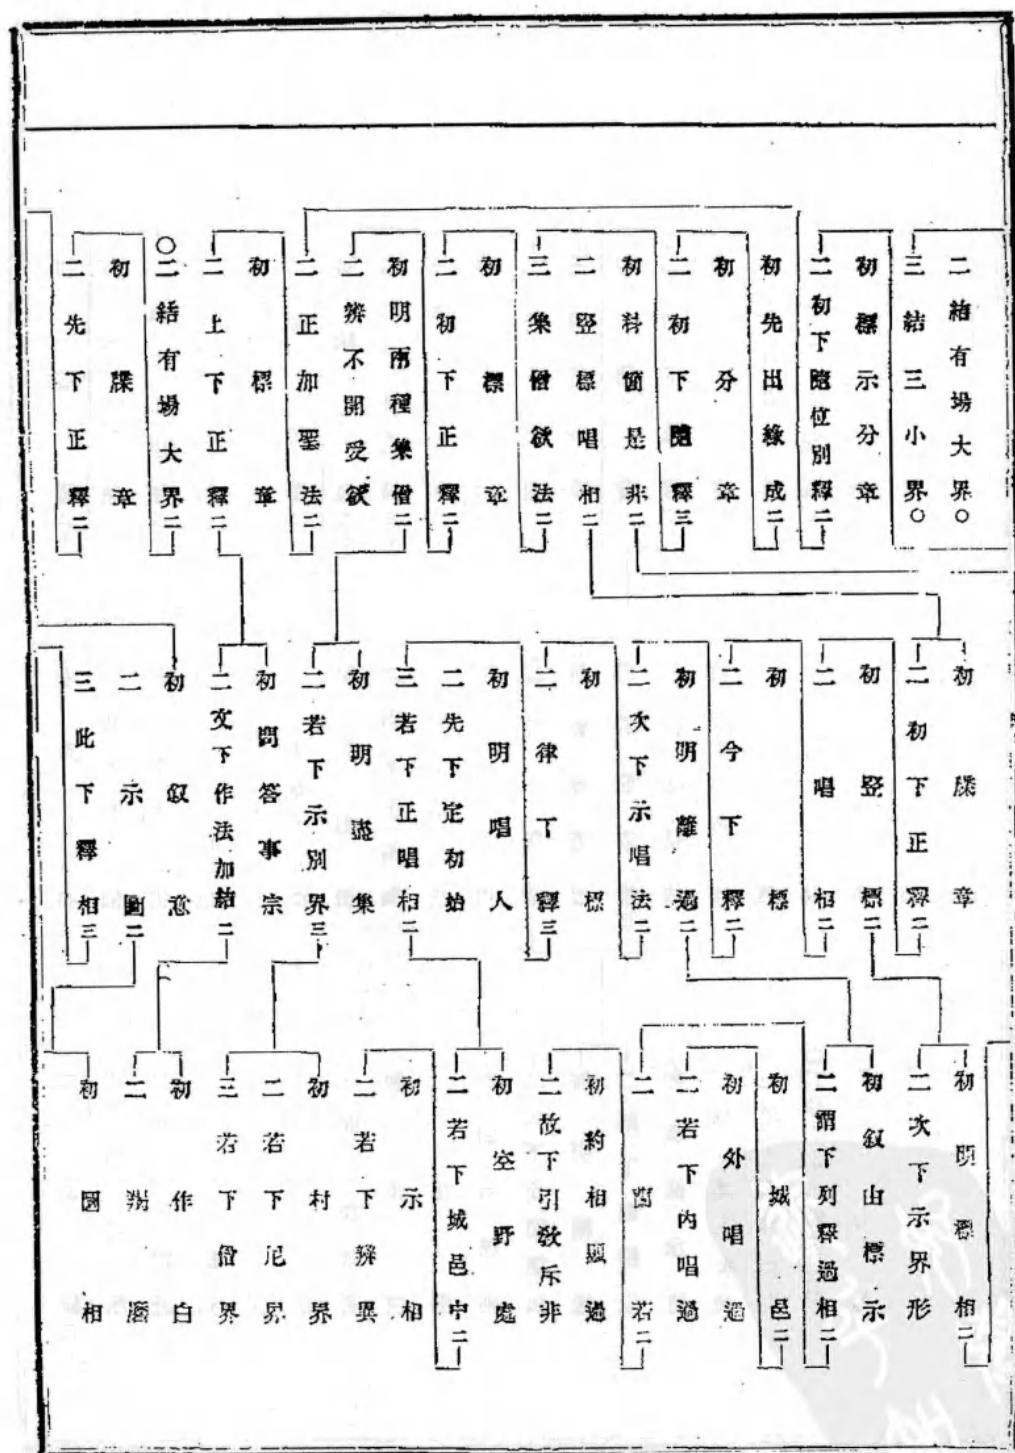 二結有場大界○
三結三小界○
初標示分章
二初下隨位別釋二
初先出緣成二
初分章
二初下隨釋三
初料簡是非二
二竪標唱相二
三集僧欲法二
初標章
二初下正釋二
初明兩種集僧二
二辨不開受欲
二正加聖法二
初標章
二上下正釋二
○二結有場大界二
初牒章
二先下正釋二
初牒章
二初下正釋二
初竪標二
二唱相二
初標
二今下釋二
初明離過二
二次下示唱法二
初標
二律下釋三
初明唱人
二先下定初始
三若下正唱相二
初明盡集
二若下示別界三
初問答事宗
二文下作法加結二
初叙意
二示圖二
三此下釋相三
初明標相二
二次下示界形
初叙由標示
二謂下列釋過相二
初城邑二
初外唱過
二若下內唱過
二蘭若二
初約相顯過
二故下引教斥非
初空野處
二若下城邑中二
初示相
二若下辨異
初村界
二若下尼界
三若下僧界
初作白
二羯磨
初圖相